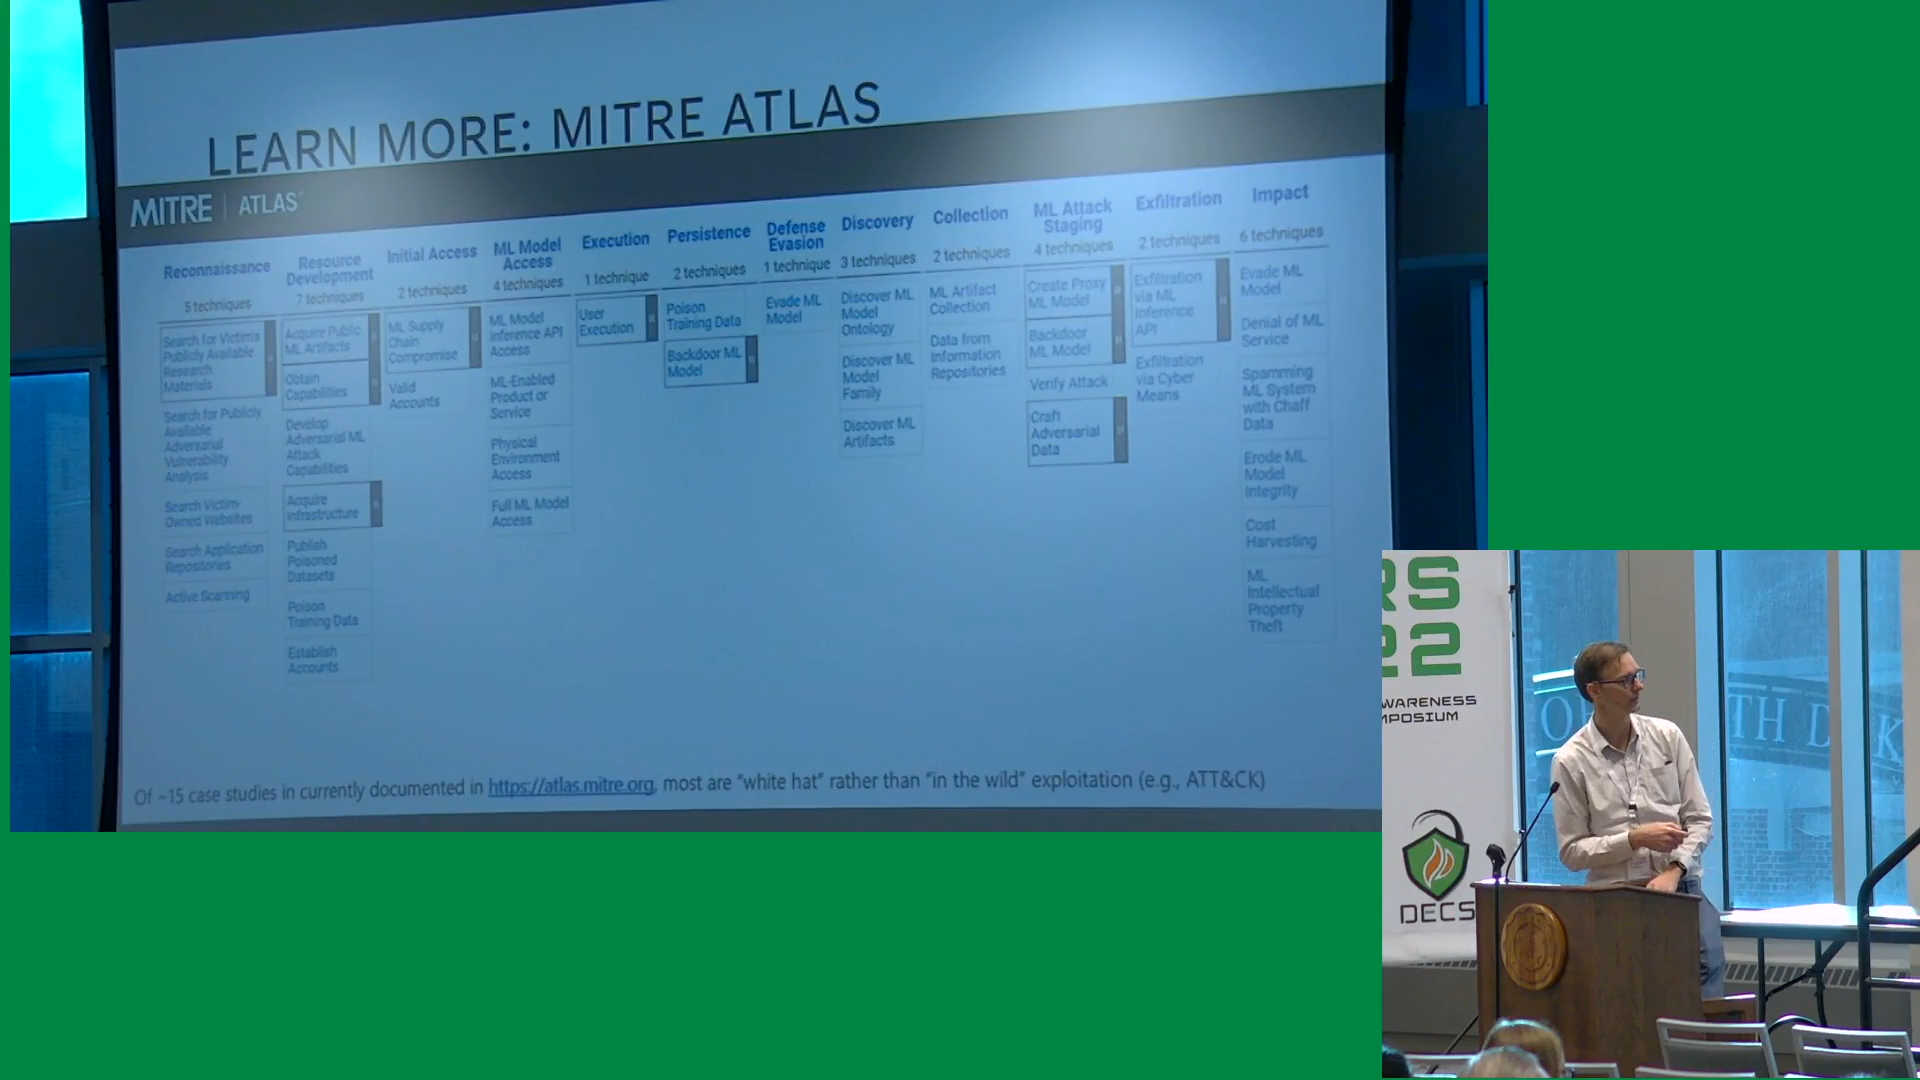 LEARN MORE: MITRE ATLAS
MITRE | ATLAS
Reconnaissance
5 techniques
Search for Victim's
Publicly Available
Research
Materials
Search for Publicly
Available
Adversarial
Vulnerability
Analysis
Search Victim-
Owned Websites
Search Application
Repositories
Active Scanning
Resource
Development
7 techniques
Acquire Public
ML Artifacts
Obtain
Capabilities
Develop
Adversarial ML
Attack
Capabilities
Acquire
Infrastructure
Publish
Poisoned
Datasets
Poison
Training Data
Establish
Accounts
Initial Access
2 techniques
ML Supply
Chain
Compromise
Valid
Accounts
ML Model
Access
4 techniques
ML Model
Inference API
Access
ML-Enabled
Product or
Service
Physical
Environment
Access
Full ML Model
Access
Execution
1 technique
User
Execution
Persistence
2 techniques
Poison
Training Data
Backdoor ML
Model
Defense
Evasion
1 technique
Evade ML
Model
Discovery
3 techniques
Discover ML
Model
Ontology
Discover ML
Model
Family
Discover ML
Artifacts
Collection
2 techniques
ML Artifact
Collection
Data from
Information
Repositories
ML Attack
Staging
4 techniques
Create Proxy
ML Model
Backdoor
ML Model
Verify Attack
Craft
Adversarial
Data
Exfiltration
2 techniques
Exfiltration
via ML
Inference
API
Exfiltration
via Cyber
Means
Impact
6 techniques
Evade ML
Model
Denial of ML
Service
Spamming
ML System
with Chaff
Data
Erode ML
Model
Integrity
Cost
Harvesting
ML
Intellectual
Property
Theft
Of ~15 case studies in currently documented in https://atlas.mitre.org, most are "white hat" rather than "in the wild" exploitation (e.g., ATT&CK)
RS
22
WARENESS
MPOSIUM
DECS
TH D K